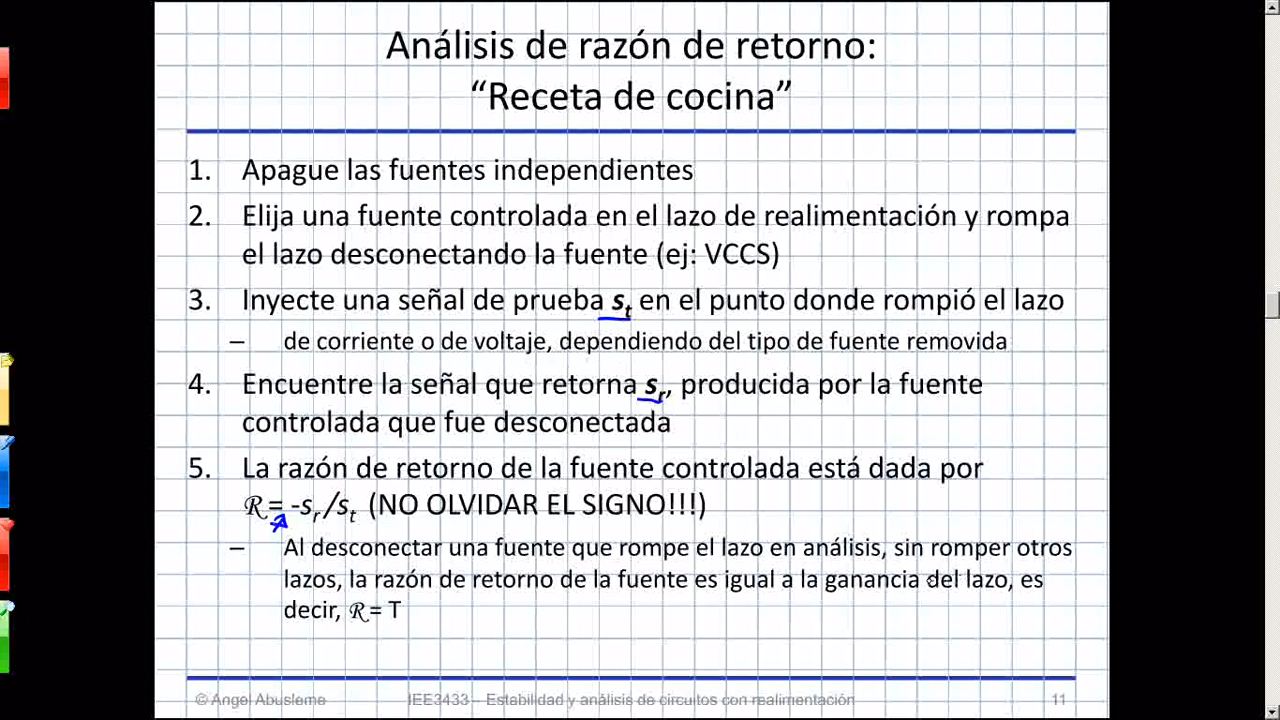 Análisis de razón de retorno:
“Receta de cocina”
1. Apague las fuentes independientes
2. Elija una fuente controlada en el lazo de realimentación y rompa
el lazo desconectando la fuente (ej: VCCS)
3. Inyecte una señal de prueba st en el punto donde rompió el lazo
– de corriente o de voltaje, dependiendo del tipo de fuente removida
4. Encuentre la señal que retorna sr, producida por la fuente
controlada que fue desconectada
5. La razón de retorno de la fuente controlada está dada por
ℛ = -sr/st (NO OLVIDAR EL SIGNO!!!)
– Al desconectar una fuente que rompe el lazo en análisis, sin romper otros
lazos, la razón de retorno de la fuente es igual a la ganancia del lazo, es
decir, ℛ = T
© Angel Abusleme IEE3433 – Estabilidad y análisis de circuitos con realimentación 11